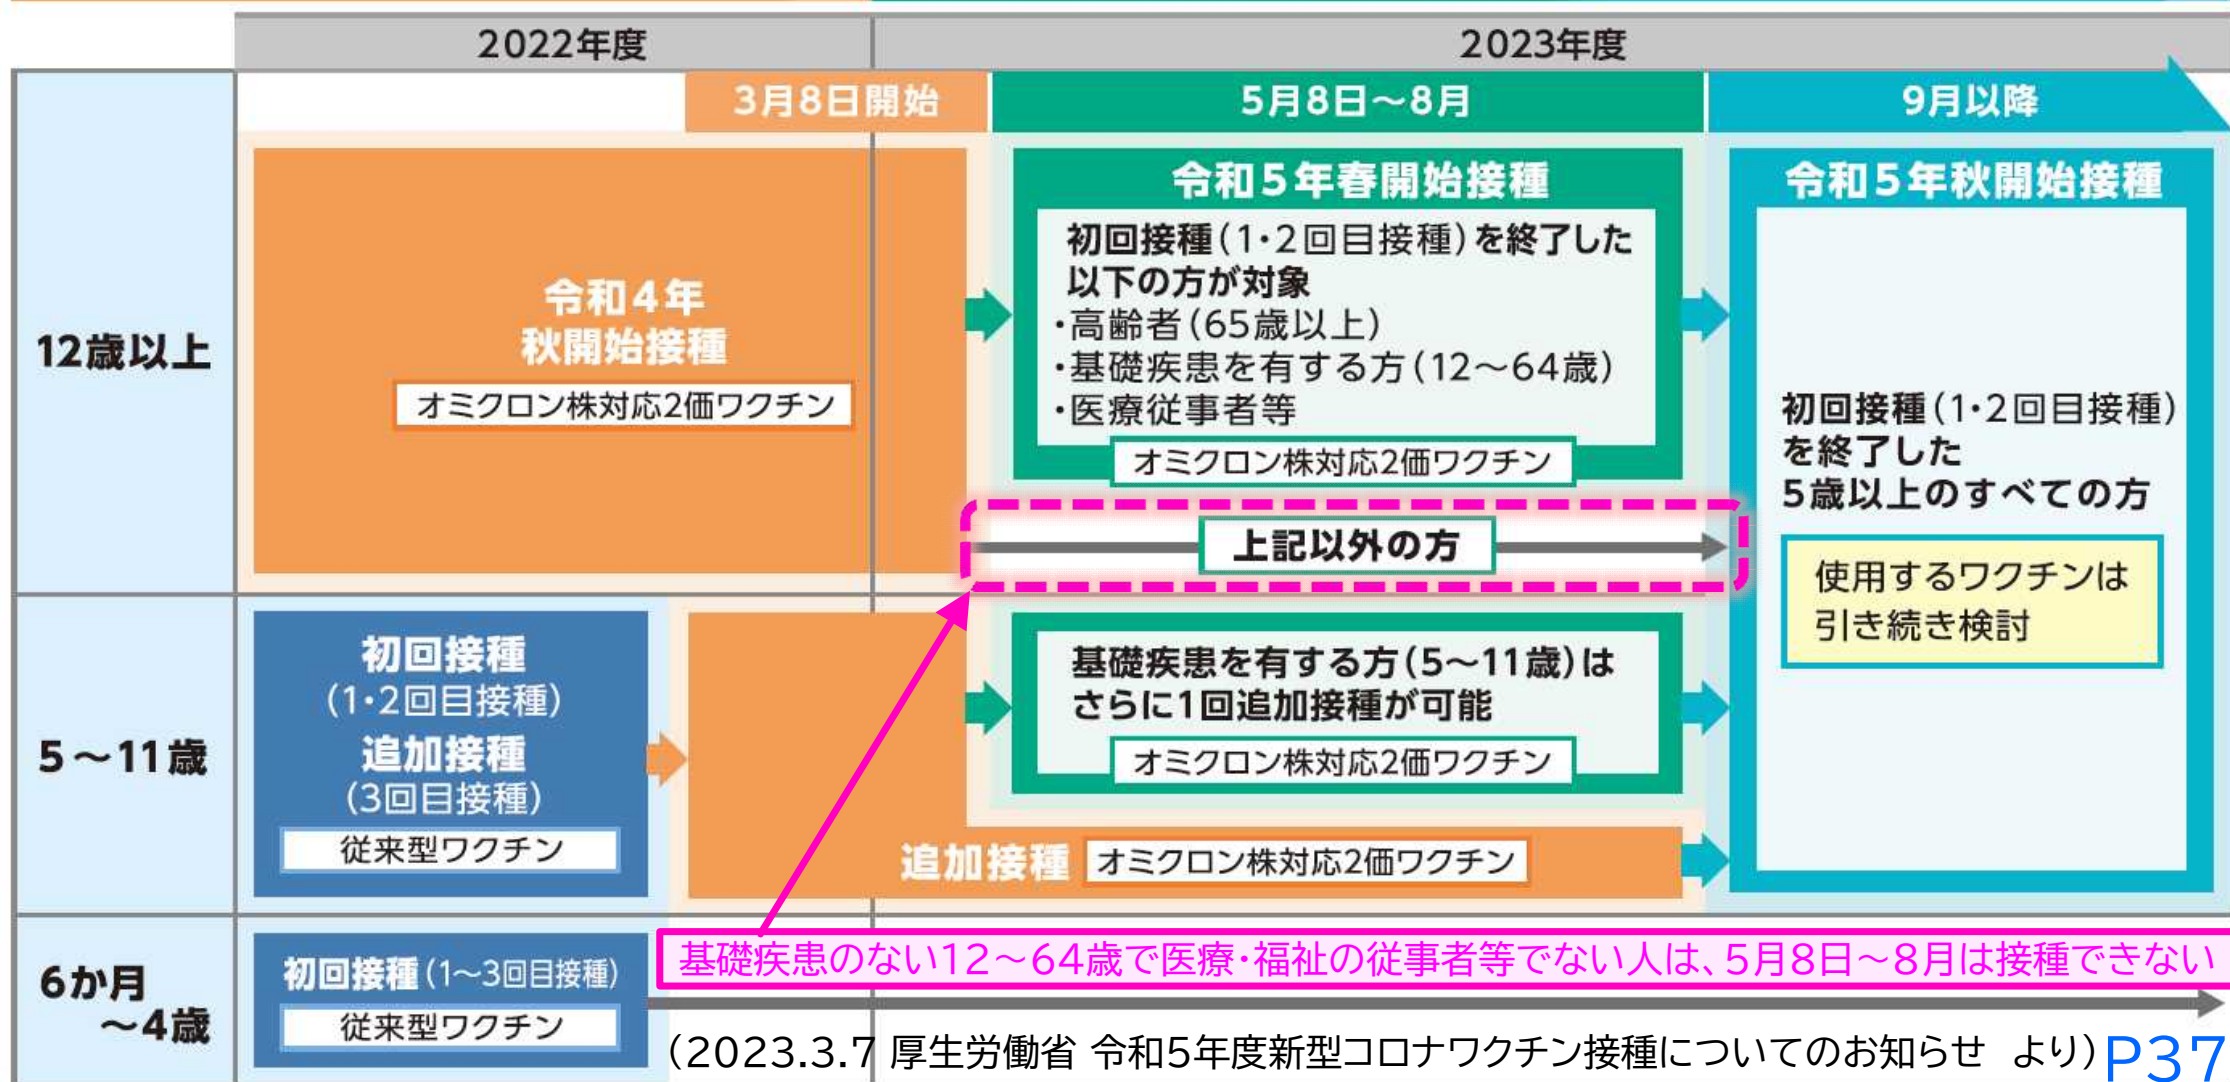 2022年度
2023年度
3月8日開始
5月8日～8月
9月以降
12歳以上
令和4年
秋開始接種
オミクロン株対応2価ワクチン
令和5年春開始接種
初回接種(1・2回目接種)を終了した
以下の方が対象
・高齢者(65歳以上)
・基礎疾患を有する方(12～64歳)
・医療従事者等
オミクロン株対応2価ワクチン
上記以外の方
令和5年秋開始接種
初回接種(1・2回目接種)
を終了した
5歳以上のすべての方
使用するワクチンは
引き続き検討
5～11歳
初回接種
(1・2回目接種)
追加接種
(3回目接種)
従来型ワクチン
基礎疾患を有する方(5～11歳)は
さらに1回追加接種が可能
オミクロン株対応2価ワクチン
追加接種 オミクロン株対応2価ワクチン
6か月
～4歳
初回接種(1～3回目接種)
従来型ワクチン
基礎疾患のない12～64歳で医療・福祉の従事者等でない人は、5月8日～8月は接種できない
(2023.3.7 厚生労働省 令和5年度新型コロナワクチン接種についてのお知らせ より)
P37